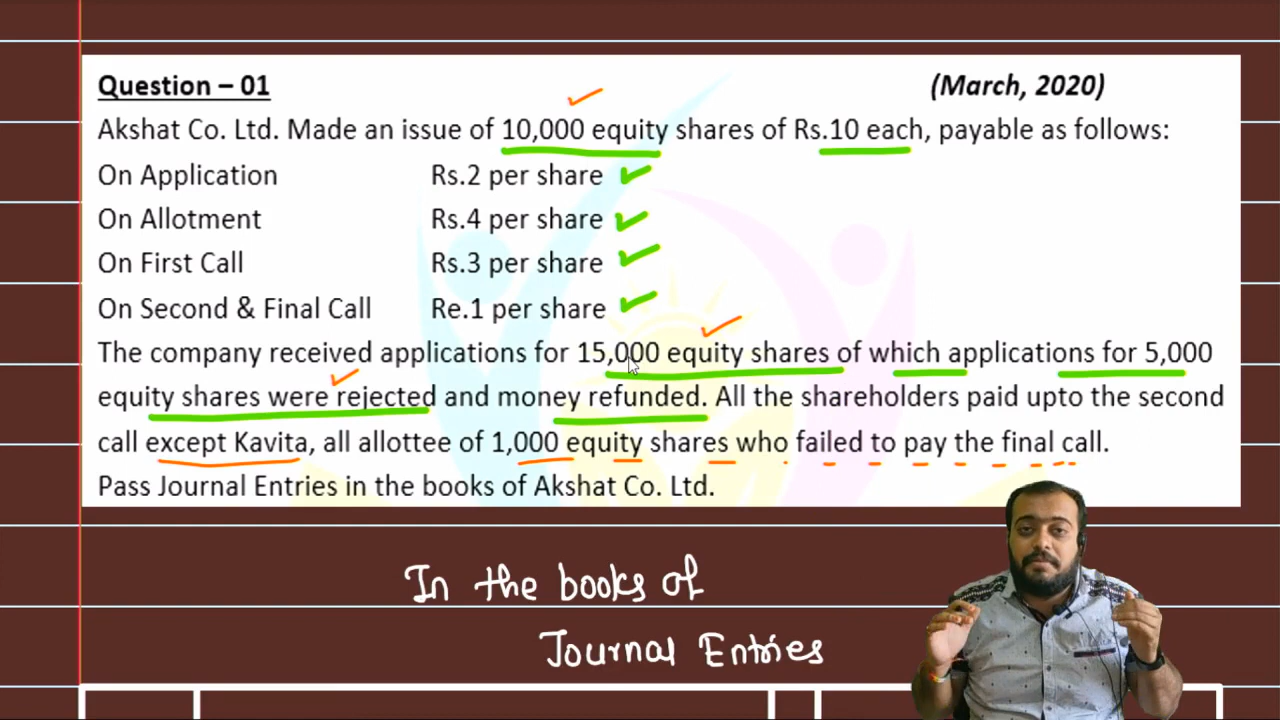 Question – 01 (March, 2020)
Akshat Co. Ltd. Made an issue of 10,000 equity shares of Rs.10 each, payable as follows:
On Application Rs.2 per share
On Allotment Rs.4 per share
On First Call Rs.3 per share
On Second & Final Call Re.1 per share
The company received applications for 15,000 equity shares of which applications for 5,000
equity shares were rejected and money refunded. All the shareholders paid upto the second
call except Kavita, all allottee of 1,000 equity shares who failed to pay the final call.
Pass Journal Entries in the books of Akshat Co. Ltd.
In the books of
Journal Entries